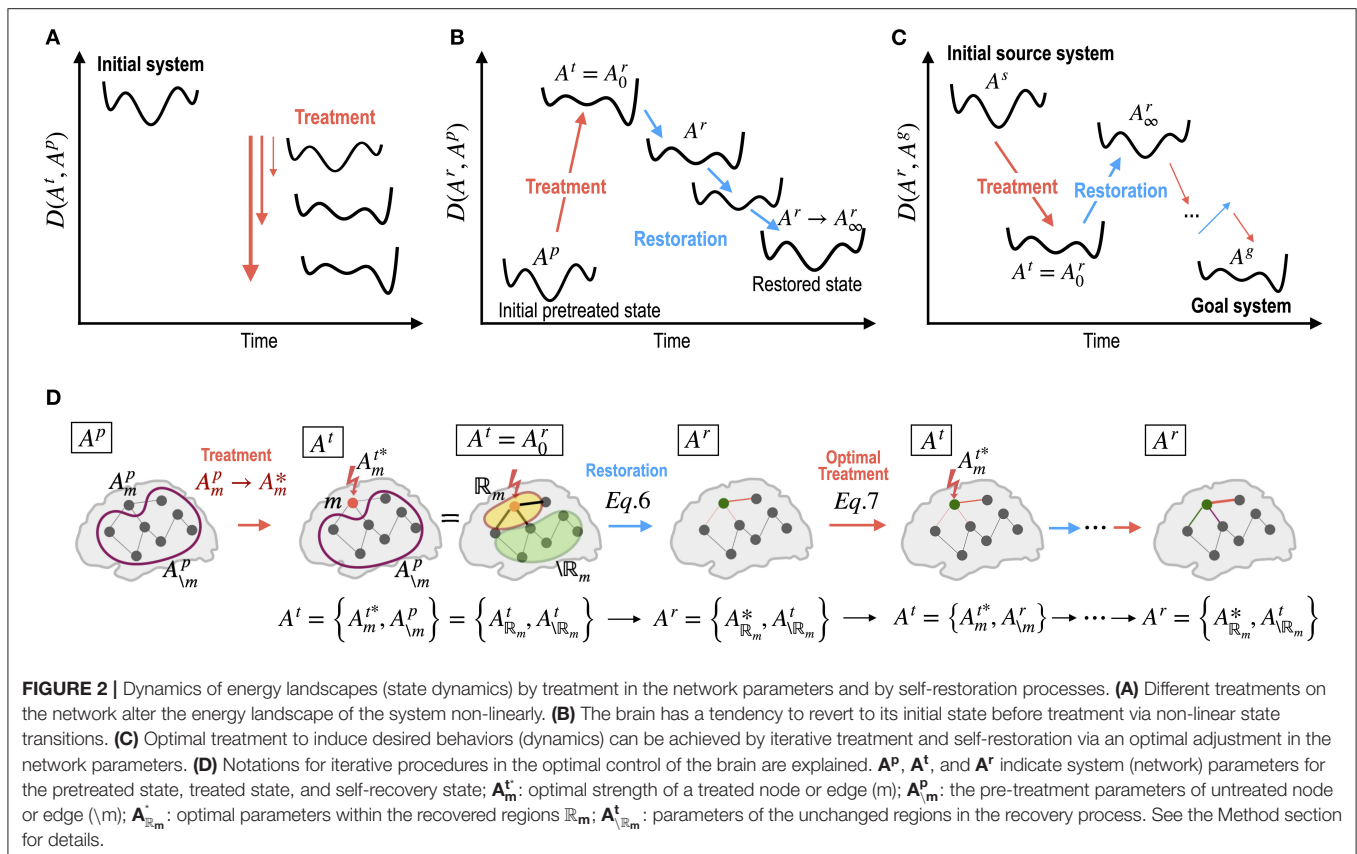 A
Initial system
Treatment
D(A^t, A^p)
Time
B
A^t = A_0^r
A^r
Treatment
Restoration
A^r → A_∞^r
A^p
Initial pretreated state
Restored state
D(A^r, A^p)
Time
C
Initial source system
A^s
A_∞^r
Treatment
Restoration
...
A^t = A_0^r
A^g
Goal system
D(A^r, A^g)
Time
D
A^p
A_m^p
A_{\m}^p
Treatment
A_m^p → A_m^*
A^t
A_m^{t*}
m
A_{\m}^p
=
A^t = A_0^r
ℝ_m
\ℝ_m
Restoration
Eq.6
A^r
Optimal
Treatment
Eq.7
A^t
A_m^{t*}
...
A^r
A^t = {A_m^{t*}, A_{\m}^p} = {A_{ℝ_m}^t, A_{\ℝ_m}^t} → A^r = {A_{ℝ_m}^*, A_{\ℝ_m}^t} → A^t = {A_m^{t*}, A_{\m}^r} → ... → A^r = {A_{ℝ_m}^*, A_{\ℝ_m}^t}
FIGURE 2 | Dynamics of energy landscapes (state dynamics) by treatment in the network parameters and by self-restoration processes. (A) Different treatments on
the network alter the energy landscape of the system non-linearly. (B) The brain has a tendency to revert to its initial state before treatment via non-linear state
transitions. (C) Optimal treatment to induce desired behaviors (dynamics) can be achieved by iterative treatment and self-restoration via an optimal adjustment in the
network parameters. (D) Notations for iterative procedures in the optimal control of the brain are explained. A^p, A^t, and A^r indicate system (network) parameters for
the pretreated state, treated state, and self-recovery state; A_m^{t*}: optimal strength of a treated node or edge (m); A_{\m}^p: the pre-treatment parameters of untreated node
or edge (\m); A_{ℝ_m}^*: optimal parameters within the recovered regions ℝ_m; A_{\ℝ_m}^t: parameters of the unchanged regions in the recovery process. See the Method section
for details.